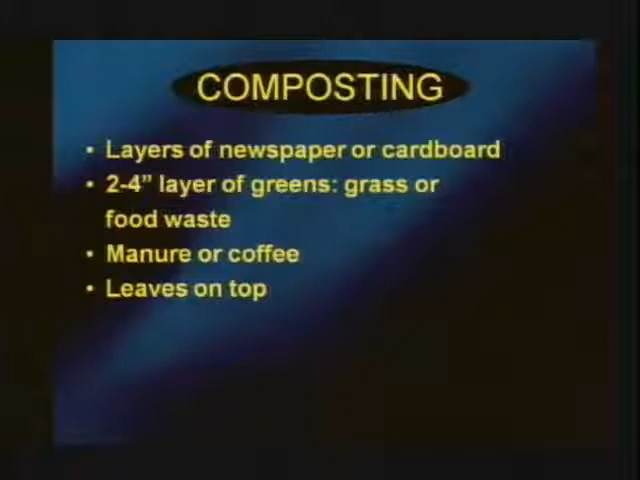 COMPOSTING
• Layers of newspaper or cardboard
• 2-4” layer of greens: grass or
food waste
• Manure or coffee
• Leaves on top